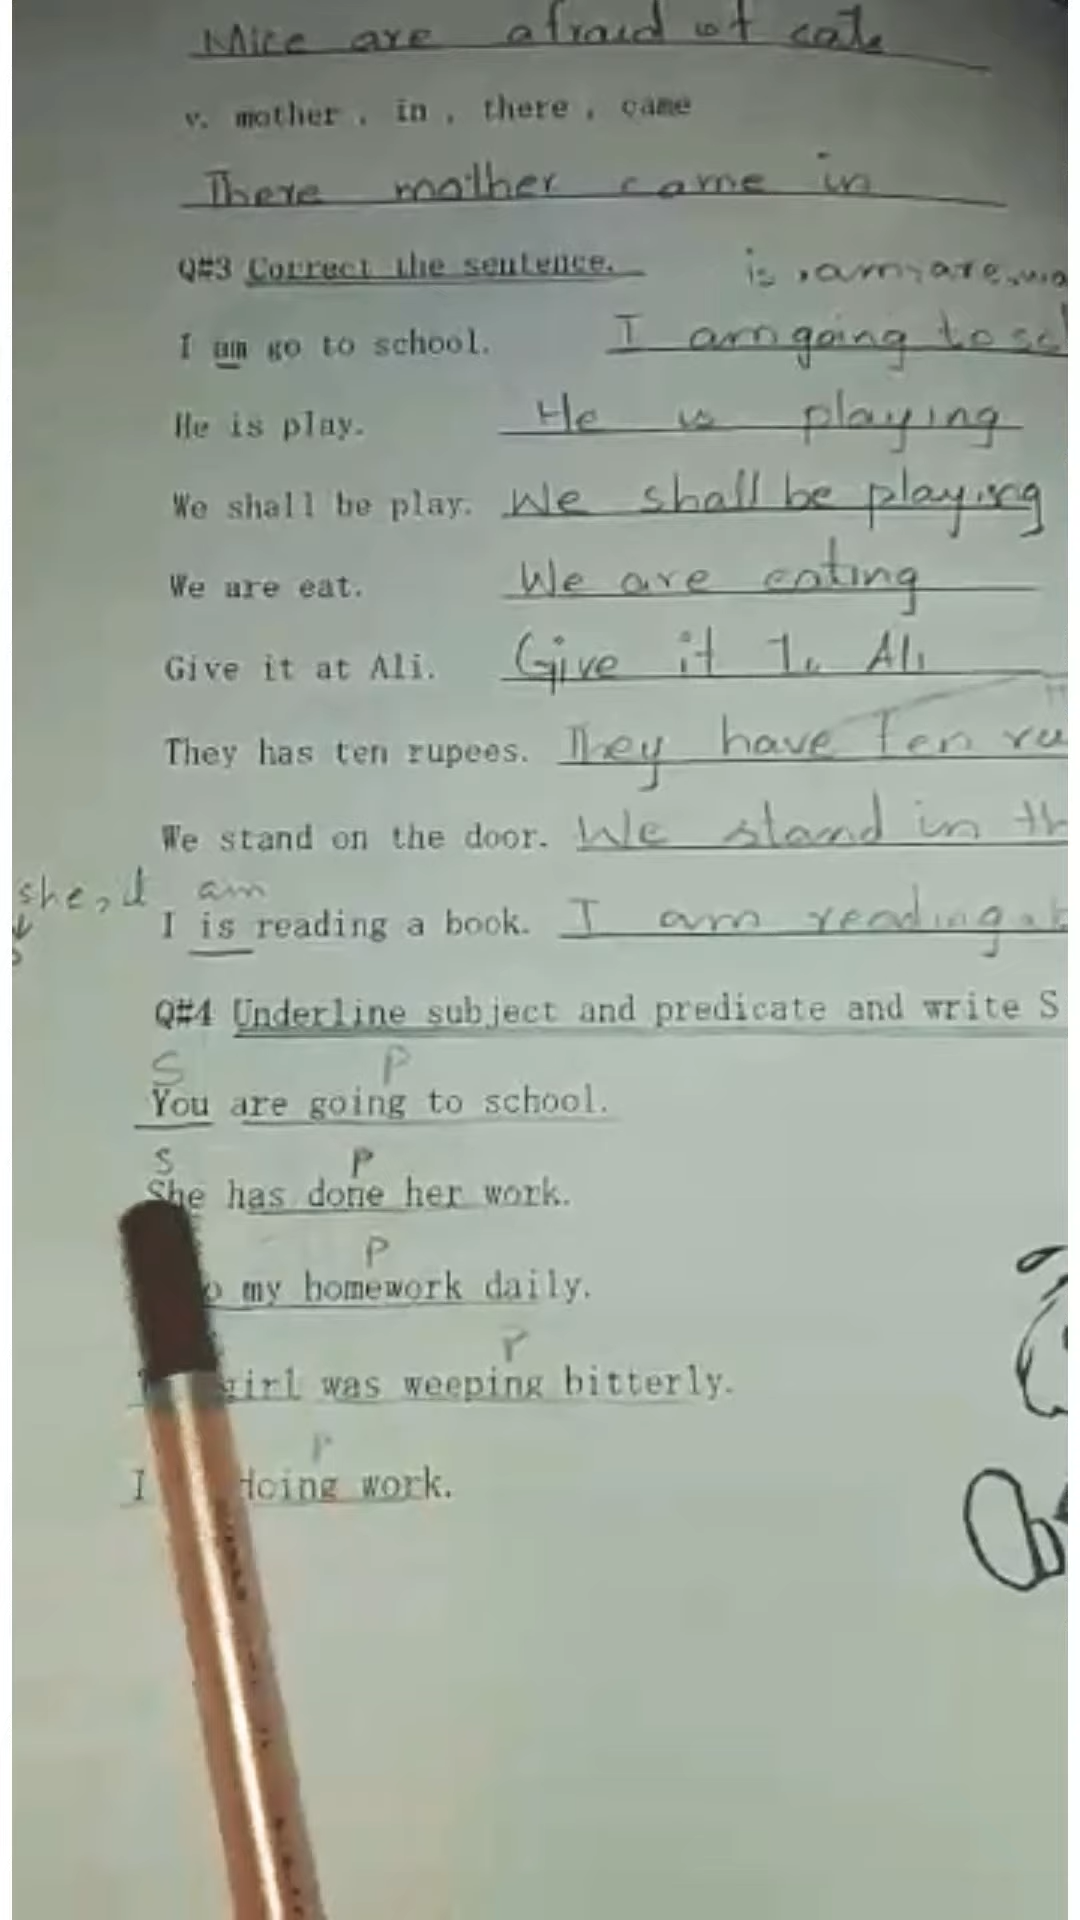 Mice are afraid of cats
v. mother , in , there , came
There mother came in
Q#3 Correct the sentence.
is , am, are,
I am go to school. I am going to
He is play. He is playing
We shall be play. We shall be playing
We are eat. We are eating
Give it at Ali. Give it To Ali
They has ten rupees. They have Ten
We stand on the door. We stand in
she, I am
I is reading a book. I am reading a
Q#4 Underline subject and predicate and write S
S P
You are going to school.
S P
She has done her work.
P
my homework daily.
P
girl was weeping bitterly.
P
I doing work.